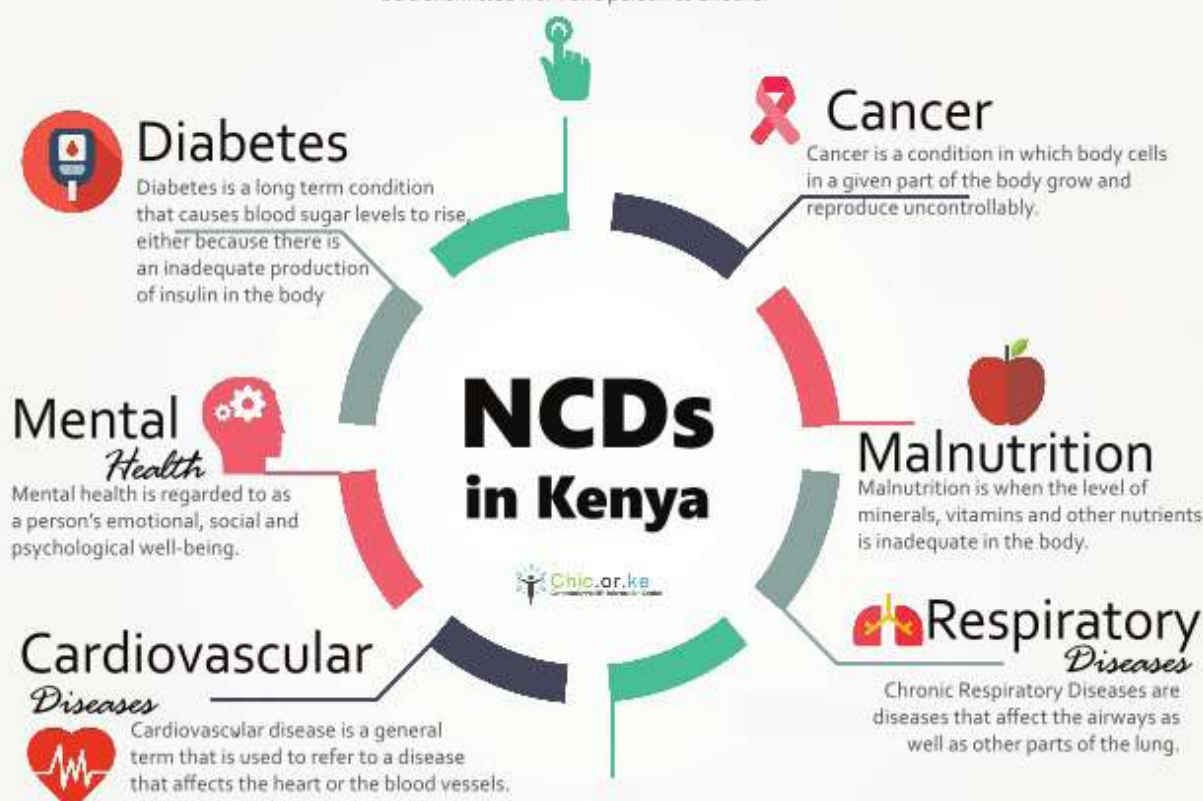 Diabetes
Diabetes is a long term condition
that causes blood sugar levels to rise,
either because there is
an inadequate production
of insulin in the body
Cancer
Cancer is a condition in which body cells
in a given part of the body grow and
reproduce uncontrollably.
Mental
Health
Mental health is regarded to as
a person's emotional, social and
psychological well-being.
NCDs
in Kenya
Chic.or.ke
Malnutrition
Malnutrition is when the level of
minerals, vitamins and other nutrients
is inadequate in the body.
Cardiovascular
Diseases
Cardiovascular disease is a general
term that is used to refer to a disease
that affects the heart or the blood vessels.
Respiratory
Diseases
Chronic Respiratory Diseases are
diseases that affect the airways as
well as other parts of the lung.